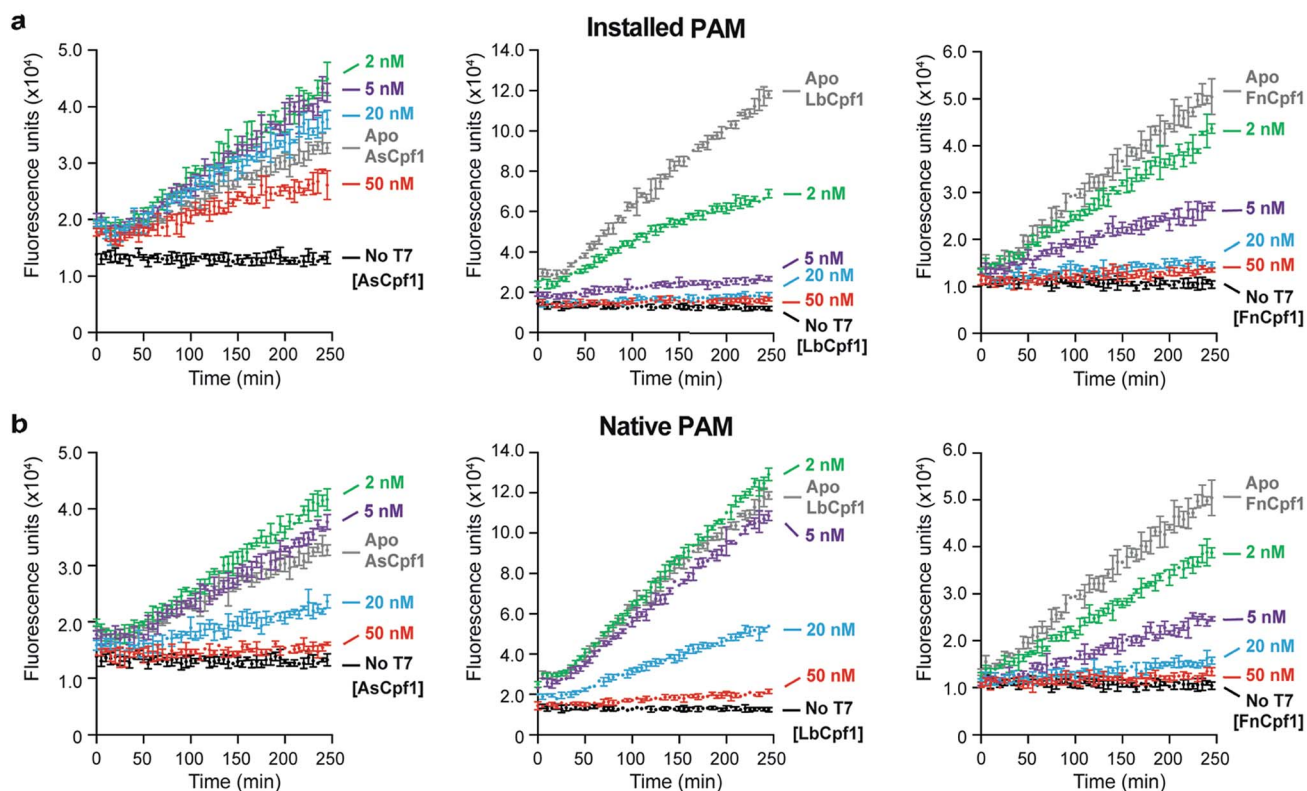 a
Installed PAM
Fluorescence units (x10⁴)
5.0
4.0
3.0
2.0
1.0
0
0 50 100 150 200 250
Time (min)
2 nM
5 nM
20 nM
Apo
AsCpf1
50 nM
No T7
[AsCpf1]
Fluorescence units (x10⁴)
14.0
12.0
10.0
8.0
6.0
4.0
2.0
0
0 50 100 150 200 250
Time (min)
Apo
LbCpf1
2 nM
5 nM
20 nM
50 nM
No T7
[LbCpf1]
Fluorescence units (x10⁴)
6.0
5.0
4.0
3.0
2.0
1.0
0
0 50 100 150 200 250
Time (min)
Apo
FnCpf1
2 nM
5 nM
20 nM
50 nM
No T7
[FnCpf1]
b
Native PAM
Fluorescence units (x10⁴)
5.0
4.0
3.0
2.0
1.0
0
0 50 100 150 200 250
Time (min)
2 nM
5 nM
Apo
AsCpf1
20 nM
50 nM
No T7
[AsCpf1]
Fluorescence units (x10⁴)
14.0
12.0
10.0
8.0
6.0
4.0
2.0
0
0 50 100 150 200 250
Time (min)
2 nM
Apo
LbCpf1
5 nM
20 nM
50 nM
No T7
[LbCpf1]
Fluorescence units (x10⁴)
6.0
5.0
4.0
3.0
2.0
1.0
0
0 50 100 150 200 250
Time (min)
Apo
FnCpf1
2 nM
5 nM
20 nM
50 nM
No T7
[FnCpf1]